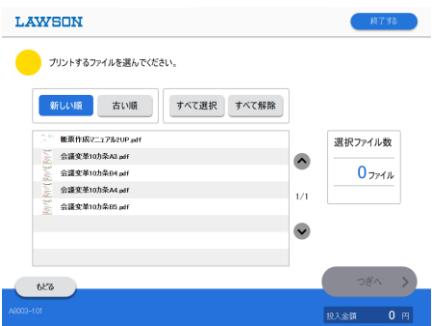 LAWSON
終了する
プリントするファイルを選んでください。
新しい順
古い順
すべて選択
すべて解除
帳票作成マニュアル2UP.pdf
会議変革10カ条A3.pdf
会議変革10カ条B4.pdf
会議変革10カ条A4.pdf
会議変革10カ条B5.pdf
選択ファイル数
0ファイル
1/1
もどる
つぎへ
A8003-101
投入金額 0 円